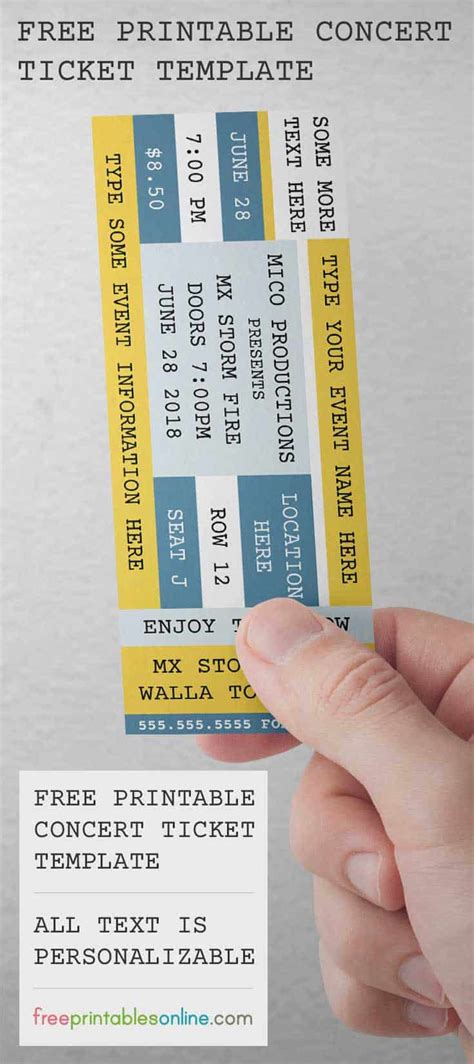 FREE PRINTABLE CONCERT
TICKET TEMPLATE
SOME MORE
TEXT HERE
JUNE 28
7:00 PM
$8.50
TYPE YOUR EVENT NAME HERE
MICO PRODUCTIONS
PRESENTS
MX STORM FIRE
DOORS 7:00PM
JUNE 28 2018
LOCATION
HERE
ROW 12
SEAT J
TYPE SOME EVENT INFORMATION HERE
ENJOY
MX
WALLA
555.555.5555
FREE PRINTABLE
CONCERT TICKET
TEMPLATE
ALL TEXT IS
PERSONALIZABLE
freeprintablesonline.com